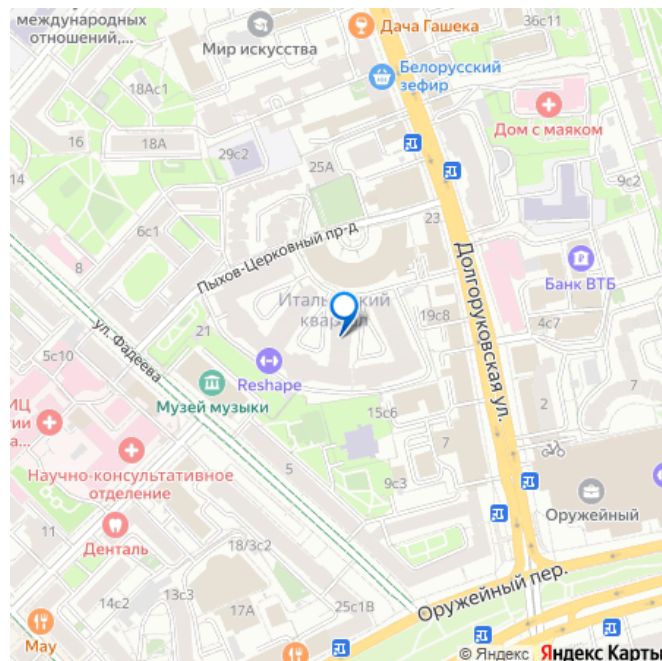 международных
отношений,...
36с11
Дача Гашека
Мир искусства
Белорусский
зефир
18Ас1
Дом с маяком
16
18А
29с2
25А
14
9с2
6с1
23
Пыхов-Церковный пр-д
8
Банк ВТБ
ул. Фадеева
21
19с8
4с7
Долгоруковская ул.
5с10
Reshape
7
Музей музыки
15с6
2
7
5
Научно-консультативное
отделение
9с3
Оружейный
11
Денталь
18/3с2
14с2
13с3
17А
25с1В
Оружейный пер.
May
© Яндекс Яндекс Карты